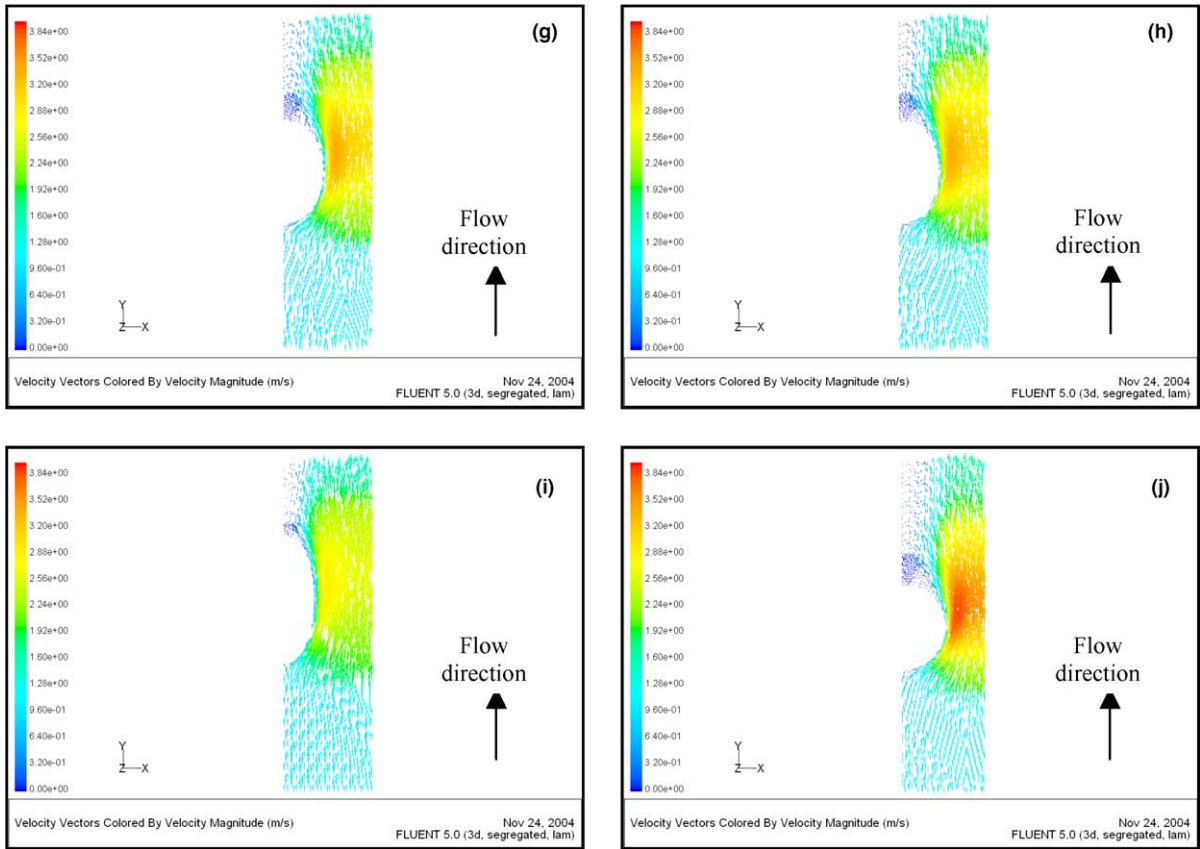 (g)
3.84e+00
3.52e+00
3.20e+00
2.88e+00
2.56e+00
2.24e+00
1.92e+00
1.60e+00
1.28e+00
9.60e-01
6.40e-01
3.20e-01
0.00e+00
Flow
direction
Y
Z X
Velocity Vectors Colored By Velocity Magnitude (m/s)
Nov 24, 2004
FLUENT 5.0 (3d, segregated, lam)
(h)
3.84e+00
3.52e+00
3.20e+00
2.88e+00
2.56e+00
2.24e+00
1.92e+00
1.60e+00
1.28e+00
9.60e-01
6.40e-01
3.20e-01
0.00e+00
Flow
direction
Y
Z X
Velocity Vectors Colored By Velocity Magnitude (m/s)
Nov 24, 2004
FLUENT 5.0 (3d, segregated, lam)
(i)
3.84e+00
3.52e+00
3.20e+00
2.88e+00
2.56e+00
2.24e+00
1.92e+00
1.60e+00
1.28e+00
9.60e-01
6.40e-01
3.20e-01
0.00e+00
Flow
direction
Y
Z X
Velocity Vectors Colored By Velocity Magnitude (m/s)
Nov 24, 2004
FLUENT 5.0 (3d, segregated, lam)
(j)
3.84e+00
3.52e+00
3.20e+00
2.88e+00
2.56e+00
2.24e+00
1.92e+00
1.60e+00
1.28e+00
9.60e-01
6.40e-01
3.20e-01
0.00e+00
Flow
direction
Y
Z X
Velocity Vectors Colored By Velocity Magnitude (m/s)
Nov 24, 2004
FLUENT 5.0 (3d, segregated, lam)